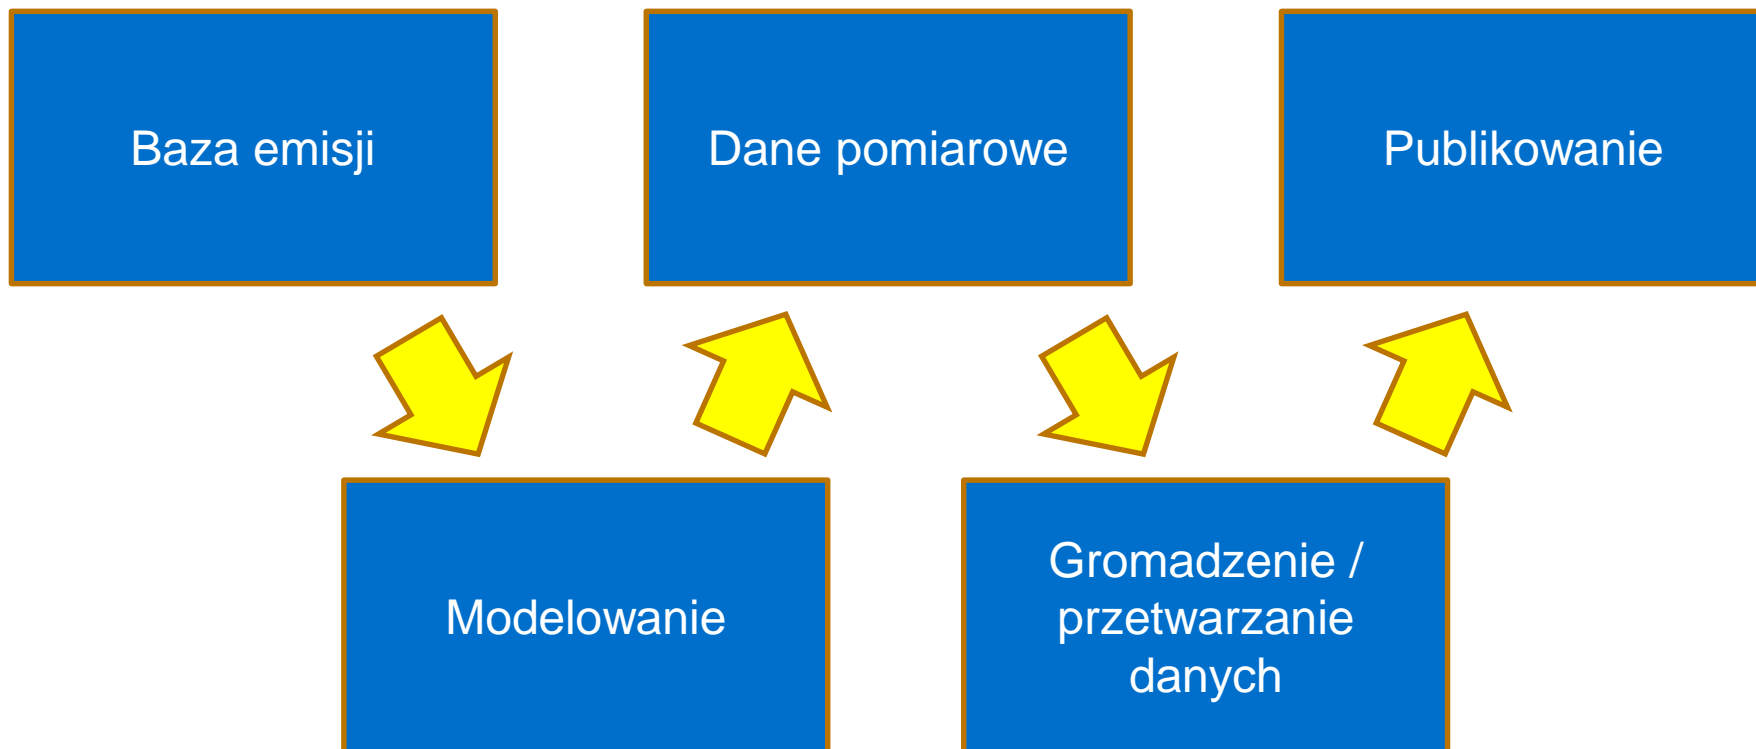 Baza emisji
Dane pomiarowe
Publikowanie
Modelowanie
Gromadzenie /
przetwarzanie
danych